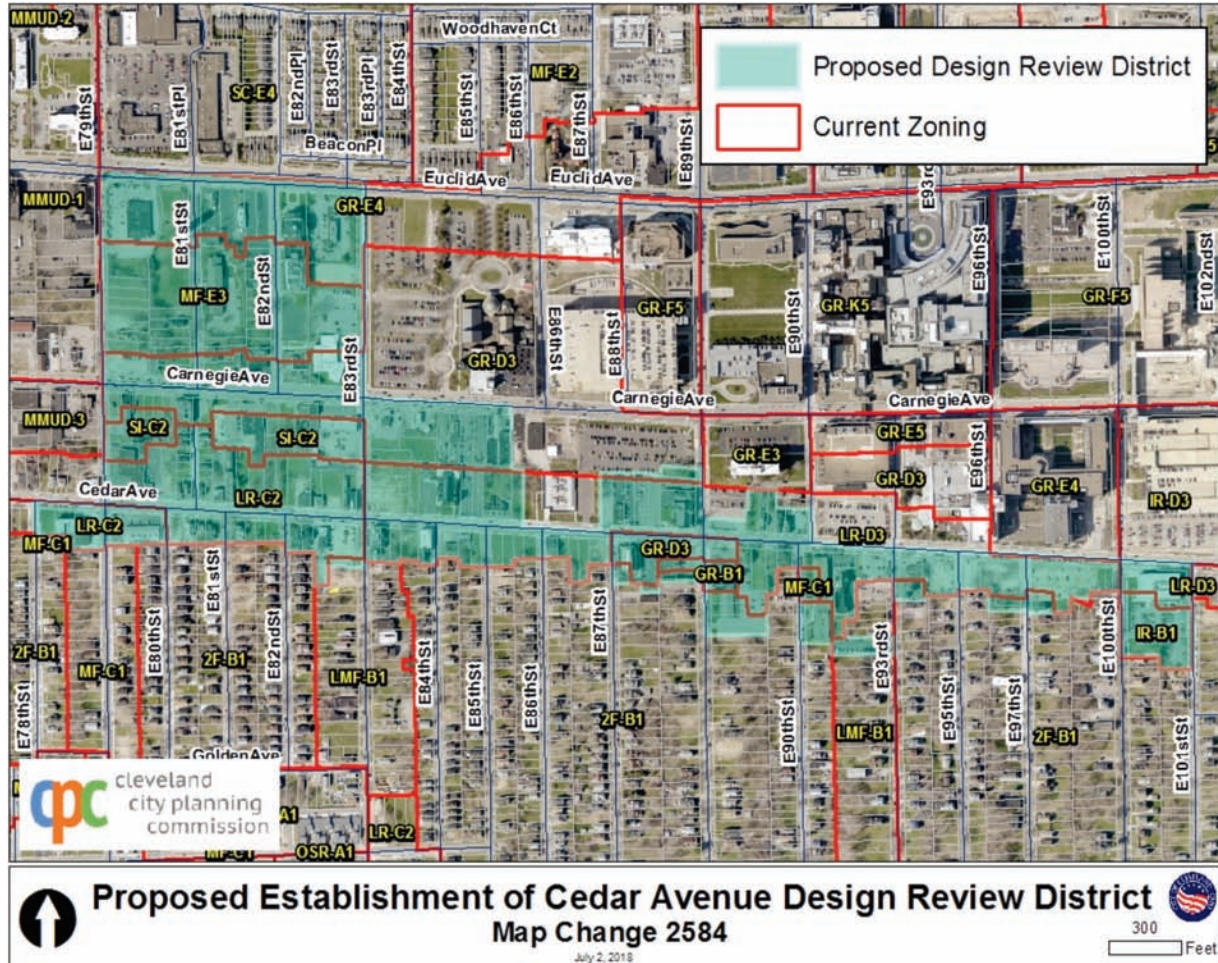 MMUD-2
Woodhaven Ct
MF-E2
E79thSt
E81stPl
SC-E4
E82ndPl
E83rdSt
E83rdPl
E84thSt
E85thSt
E86thSt
E87thSt
E89thSt
BeaconPl
EuclidAve
EuclidAve
Proposed Design Review District
Current Zoning
E93rd
MMUD-1
GR-E4
E81stSt
MF-E3
E82ndSt
E83rdSt
CarnegieAve
GR-D3
E86thSt
E88thSt
GR-F5
E90thSt
GR-K5
E96thSt
E100thSt
GR-F5
E102ndSt
CarnegieAve
CarnegieAve
MMUD-3
SI-C2
SI-C2
GR-E5
GR-E3
GR-D3
E96thSt
GR-E4
IR-D3
CedarAve
LR-C2
LR-C2
LR-D3
MF-C1
GR-D3
GR-B1
MF-C1
LR-D3
IR-B1
E78thSt
2F-B1
MF-C1
E80thSt
E81stSt
2F-B1
E82ndSt
LMF-B1
E84thSt
E85thSt
E86thSt
E87thSt
2F-B1
E90thSt
E93rdSt
LMF-B1
E95thSt
E97thSt
2F-B1
E100thSt
E101stSt
GoldenAve
cpc
cleveland
city planning
commission
A1
LR-C2
MF-C1
OSR-A1
Proposed Establishment of Cedar Avenue Design Review District
Map Change 2584
July 2, 2018
300
Feet